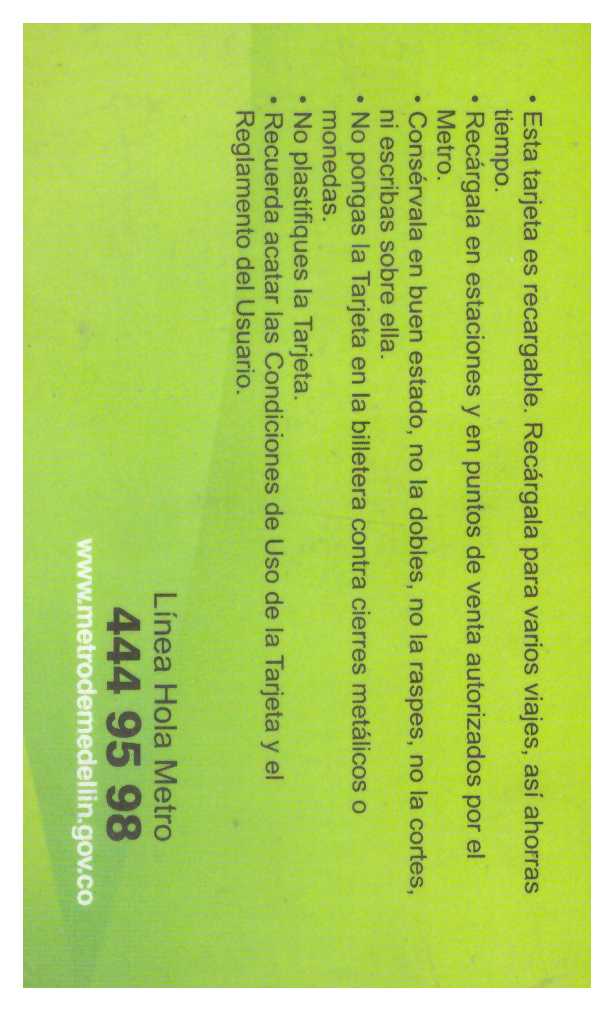 • Esta tarjeta es recargable. Recárgala para varios viajes, así ahorras
tiempo.
• Recárgala en estaciones y en puntos de venta autorizados por el
Metro.
• Consérvala en buen estado, no la dobles, no la raspes, no la cortes,
ni escribas sobre ella.
• No pongas la Tarjeta en la billetera contra cierres metálicos o
monedas.
• No plastifiques la Tarjeta.
• Recuerda acatar las Condiciones de Uso de la Tarjeta y el
Reglamento del Usuario.
Línea Hola Metro
444 95 98
www.metrodemedellin.gov.co